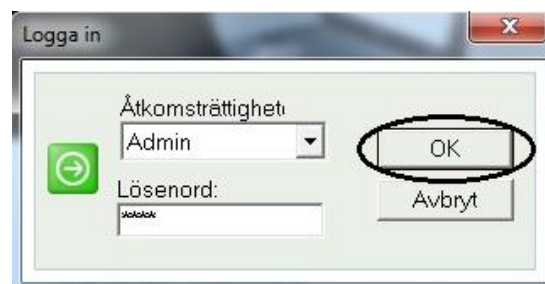 Logga in
Åtkomsträttighet
Admin
OK
Lösenord:
****
Avbryt